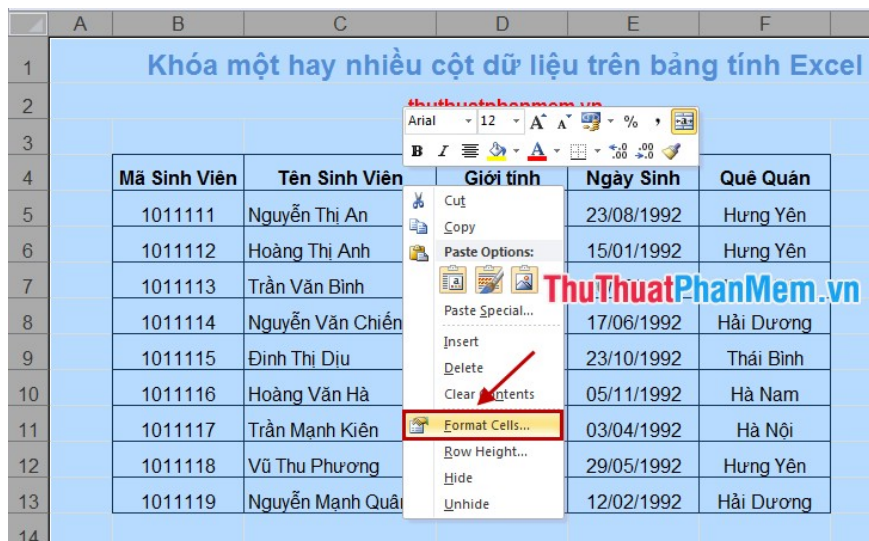 A B C D E F
1 Khóa một hay nhiều cột dữ liệu trên bảng tính Excel
2 thuthuatphanmem.vn
Arial 12 A A % ,
B I A .0 .00 .00 .0
3
4 Mã Sinh Viên Tên Sinh Viên Giới tính Ngày Sinh Quê Quán
5 1011111 Nguyễn Thị An 23/08/1992 Hưng Yên
6 1011112 Hoàng Thị Anh 15/01/1992 Hưng Yên
7 1011113 Trần Văn Bình
8 1011114 Nguyễn Văn Chiến 17/06/1992 Hải Dương
9 1011115 Đinh Thị Dịu 23/10/1992 Thái Bình
10 1011116 Hoàng Văn Hà 05/11/1992 Hà Nam
11 1011117 Trần Mạnh Kiên 03/04/1992 Hà Nội
12 1011118 Vũ Thu Phương 29/05/1992 Hưng Yên
13 1011119 Nguyễn Mạnh Quân 12/02/1992 Hải Dương
14
Cut
Copy
Paste Options:
Paste Special...
Insert
Delete
Clear Contents
Format Cells...
Row Height...
Hide
Unhide
ThuThuatPhanMem.vn